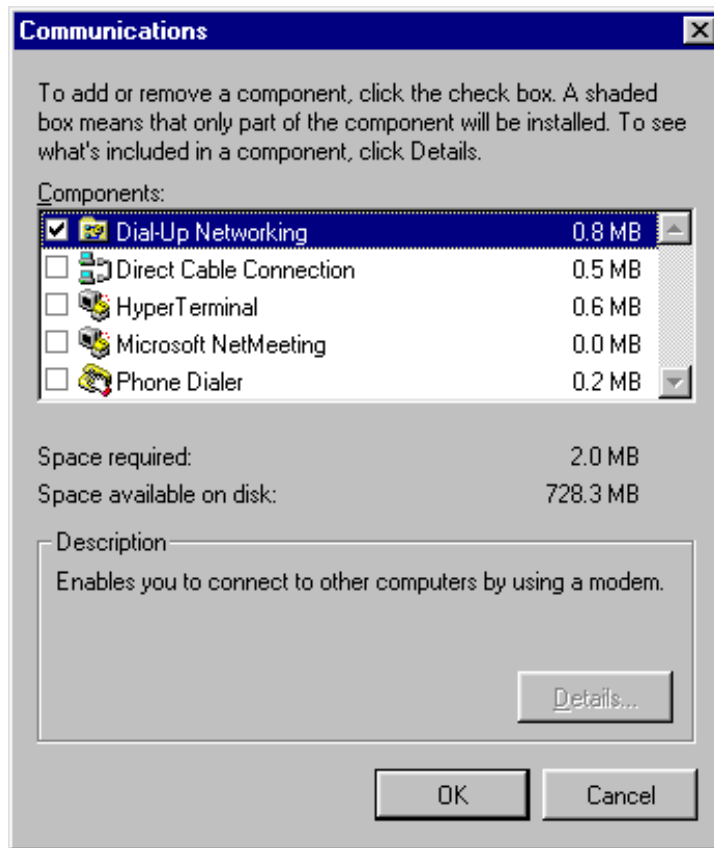 Communications
To add or remove a component, click the check box. A shaded
box means that only part of the component will be installed. To see
what's included in a component, click Details.
Components:
Dial-Up Networking 0.8 MB
Direct Cable Connection 0.5 MB
HyperTerminal 0.6 MB
Microsoft NetMeeting 0.0 MB
Phone Dialer 0.2 MB
Space required: 2.0 MB
Space available on disk: 728.3 MB
Description
Enables you to connect to other computers by using a modem.
Details...
OK Cancel